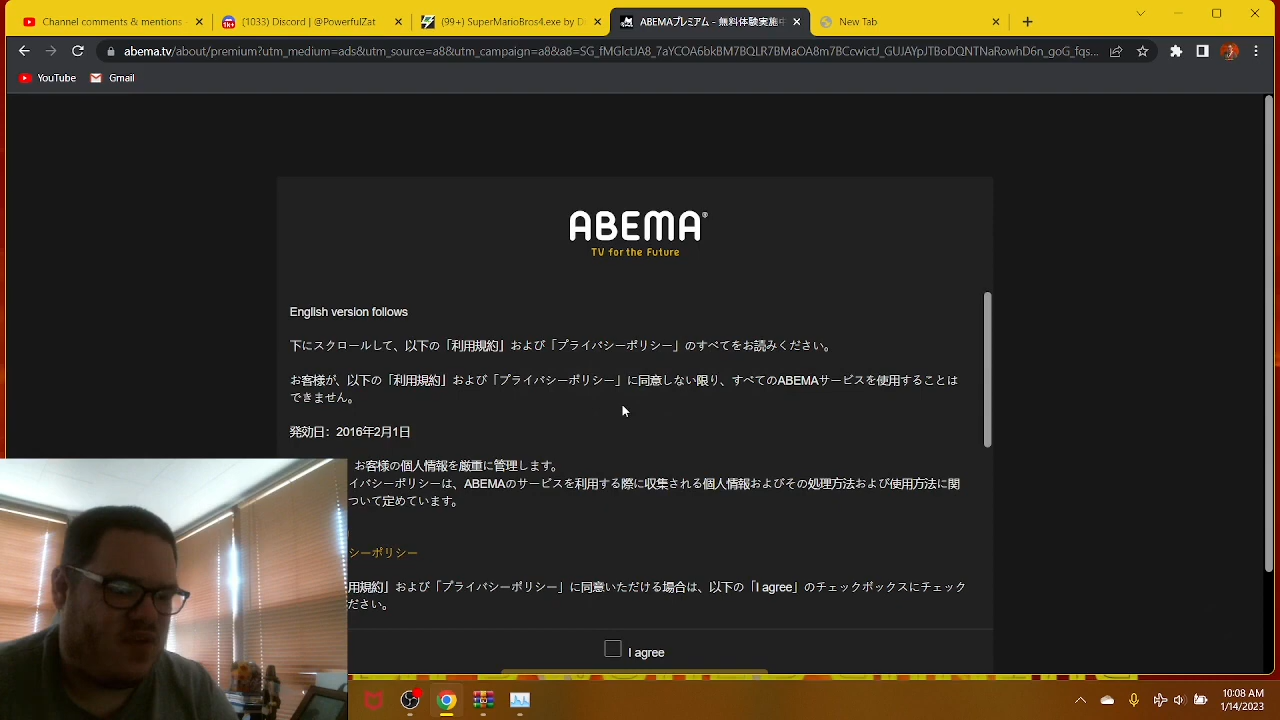 Channel comments & mentions -
(1033) Discord | @PowerfulZat
(99+) SuperMarioBros4.exe by Di
ABEMAプレミアム - 無料体験実施中
New Tab
abema.tv/about/premium?utm_medium=ads&utm_source=a8&utm_campaign=a8&a8=
YouTube
Gmail
ABEMA®
TV for the Future
English version follows
下にスクロールして、以下の「利用規約」および「プライバシーポリシー」のすべてをお読みください。
お客様が、以下の「利用規約」および「プライバシーポリシー」に同意しない限り、すべてのABEMAサービスを使用することは
できません。
発効日：2016年2月1日
お客様の個人情報を厳重に管理します。
イバシーポリシーは、ABEMAのサービスを利用する際に収集される個人情報およびその処理方法および使用方法に関
ついて定めています。
シーポリシー
用規約」および「プライバシーポリシー」に同意いただける場合は、以下の「I agree」のチェックボックスにチェック
ださい。
I agree
10:08 AM
1/14/2023